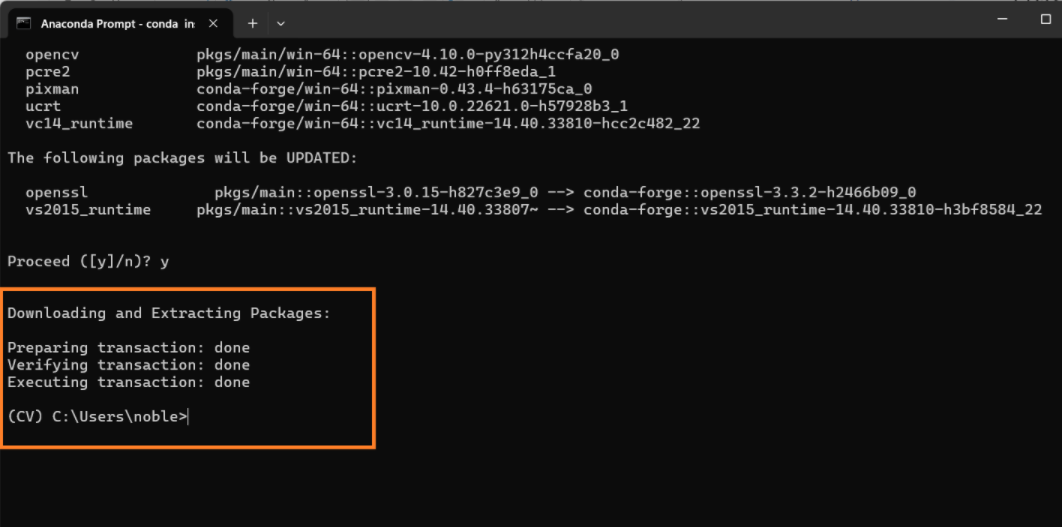 Anaconda Prompt - conda in
opencv pkgs/main/win-64::opencv-4.10.0-py312h4ccfa20_0
pcre2 pkgs/main/win-64::pcre2-10.42-h0ff8eda_1
pixman conda-forge/win-64::pixman-0.43.4-h63175ca_0
ucrt conda-forge/win-64::ucrt-10.0.22621.0-h57928b3_1
vc14_runtime conda-forge/win-64::vc14_runtime-14.40.33810-hcc2c482_22
The following packages will be UPDATED:
openssl pkgs/main::openssl-3.0.15-h827c3e9_0 --> conda-forge::openssl-3.3.2-h2466b09_0
vs2015_runtime pkgs/main::vs2015_runtime-14.40.33807~ --> conda-forge::vs2015_runtime-14.40.33810-h3bf8584_22
Proceed ([y]/n)? y
Downloading and Extracting Packages:
Preparing transaction: done
Verifying transaction: done
Executing transaction: done
(CV) C:\Users\noble>